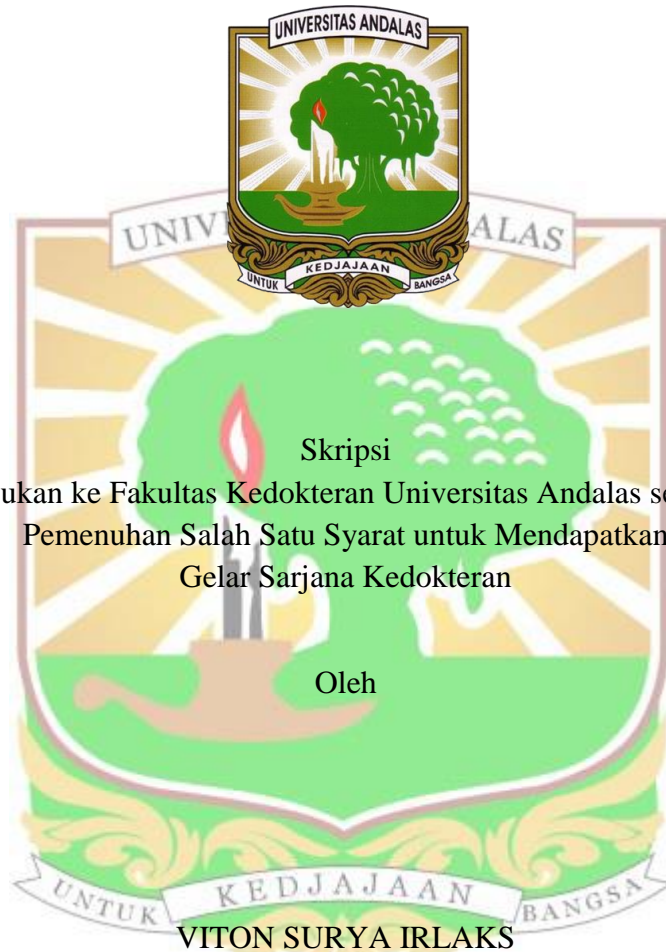 UNIVERSITAS ANDALAS
UNTUK KEDJAJAAN BANGSA
UNIV ALAS
Skripsi
ukan ke Fakultas Kedokteran Universitas Andalas
Pemenuhan Salah Satu Syarat untuk Mendapatkan
Gelar Sarjana Kedokteran
Oleh
UNTUK KEDJAJAAN BANGSA
VITON SURYA IRLAKS